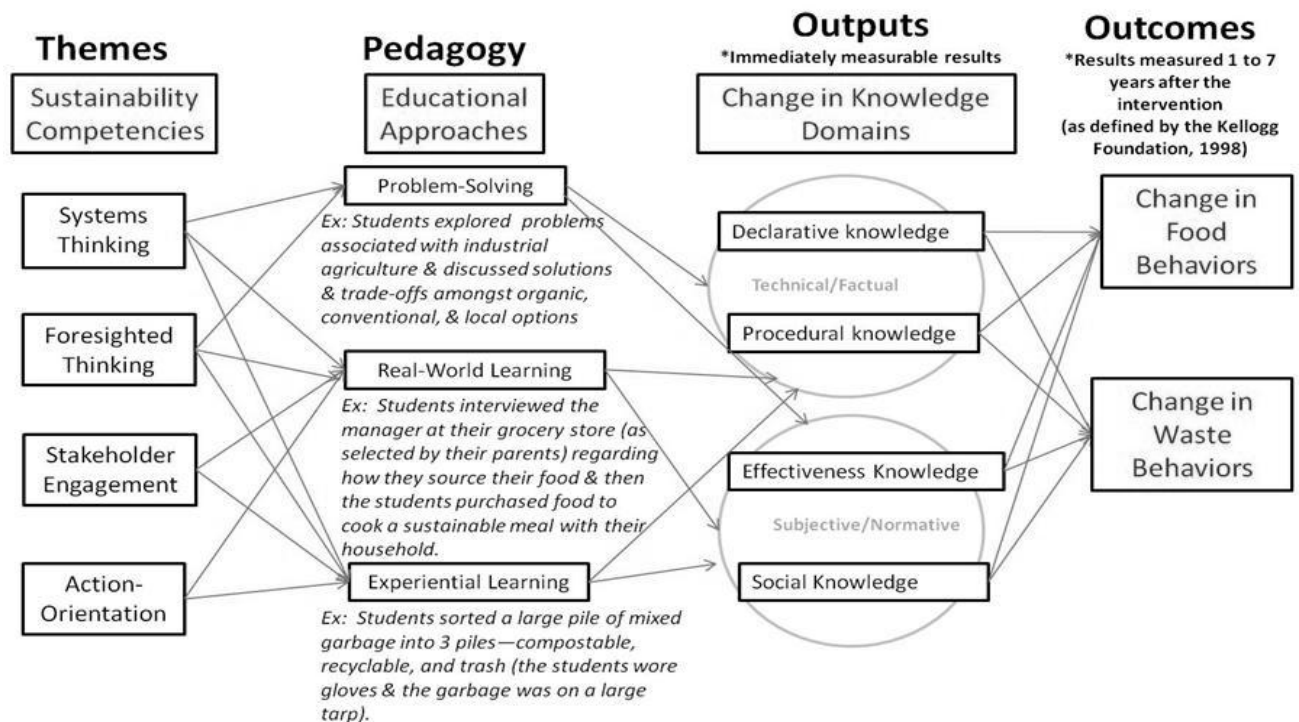 Themes
Sustainability
Competencies
Systems
Thinking
Foresighted
Thinking
Stakeholder
Engagement
Action-
Orientation
Pedagogy
Educational
Approaches
Problem-Solving
Ex: Students explored problems
associated with industrial
agriculture & discussed solutions
& trade-offs amongst organic,
conventional, & local options
Real-World Learning
Ex: Students interviewed the
manager at their grocery store (as
selected by their parents) regarding
how they source their food & then
the students purchased food to
cook a sustainable meal with their
household.
Experiential Learning
Ex: Students sorted a large pile of mixed
garbage into 3 piles—compostable,
recyclable, and trash (the students wore
gloves & the garbage was on a large
tarp).
Outputs
*Immediately measurable results
Change in Knowledge
Domains
Declarative knowledge
Technical/Factual
Procedural knowledge
Effectiveness Knowledge
Subjective/Normative
Social Knowledge
Outcomes
*Results measured 1 to 7
years after the
intervention
(as defined by the Kellogg
Foundation, 1998)
Change in
Food
Behaviors
Change in
Waste
Behaviors